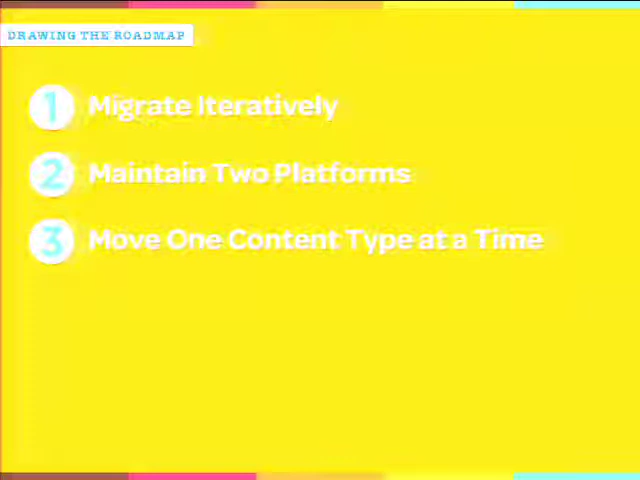 DRAWING THE ROADMAP
1 Migrate Iteratively
2 Maintain Two Platforms
3 Move One Content Type at a Time